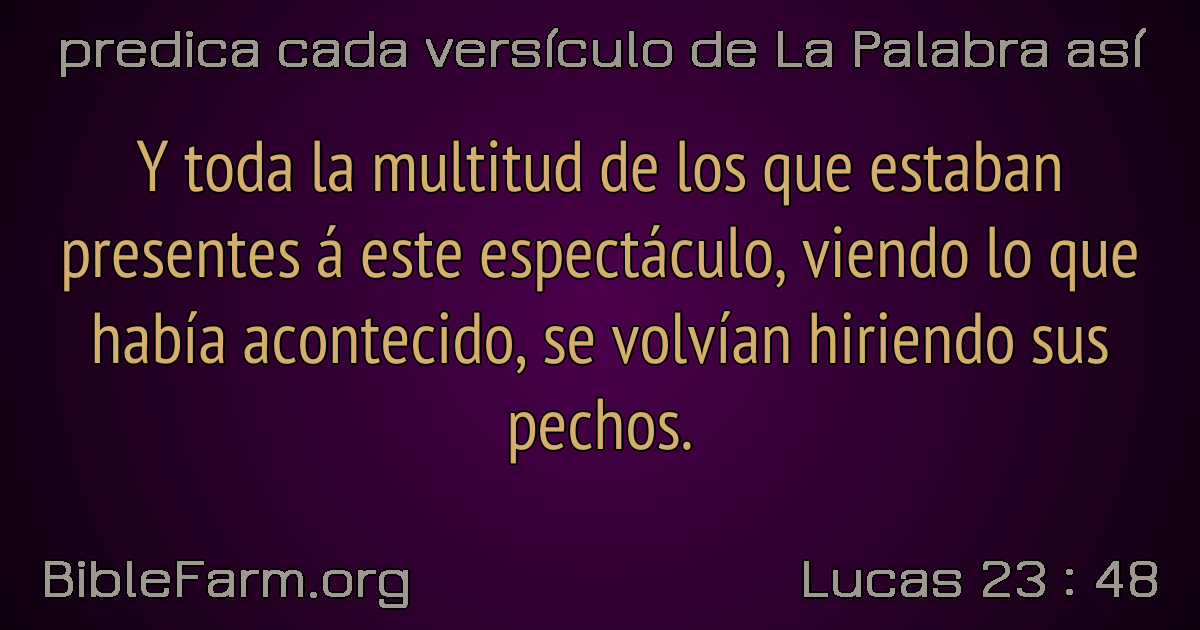 predica cada versículo de La Palabra así
Y toda la multitud de los que estaban
presentes á este espectáculo, viendo lo que
había acontecido, se volvían hiriendo sus
pechos.
BibleFarm.org
Lucas 23 : 48